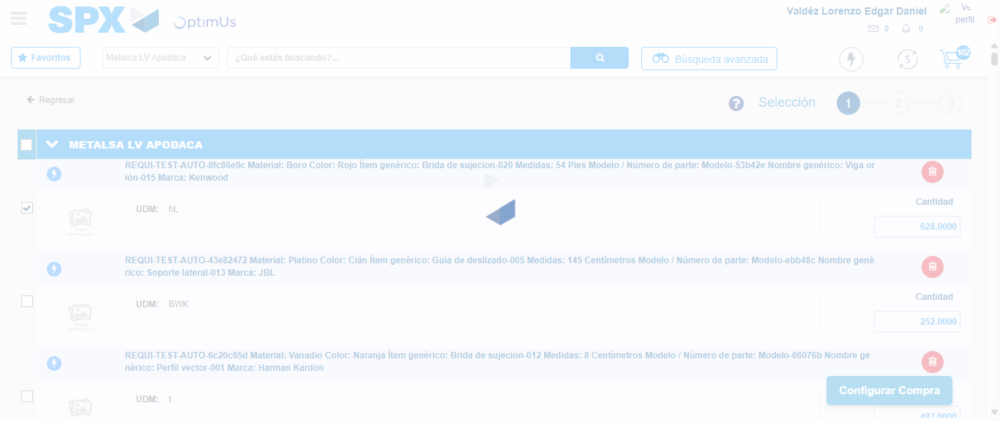 SPX OptimUs
Valdéz Lorenzo Edgar Daniel
perfil
0 0
Favoritos
Metalsa LV Apodaca
¿Qué estás buscando?...
Búsqueda avanzada
102
Regresar
? Selección 1 2 3
METALSA LV APODACA
REQUI-TEST-AUTO-8fc86e0c Material: Boro Color: Rojo Ítem genérico: Brida de sujecion-020 Medidas: 54 Pies Modelo / Número de parte: Modelo-53b42e Nombre genérico: Viga or
ión-015 Marca: Kenwood
UDM: hL
Cantidad
628.0000
REQUI-TEST-AUTO-43e82472 Material: Platino Color: Cián Ítem genérico: Guia de deslizado-005 Medidas: 145 Centímetros Modelo / Número de parte: Modelo-ebb48c Nombre gené
rico: Soporte lateral-013 Marca: JBL
UDM: BWK
Cantidad
252.0000
REQUI-TEST-AUTO-6c20c65d Material: Vanadio Color: Naranja Ítem genérico: Brida de sujecion-012 Medidas: 8 Centímetros Modelo / Número de parte: Modelo-66076b Nombre ge
nérico: Perfil vector-001 Marca: Harman Kardon
Configurar Compra
UDM: t
487.0000